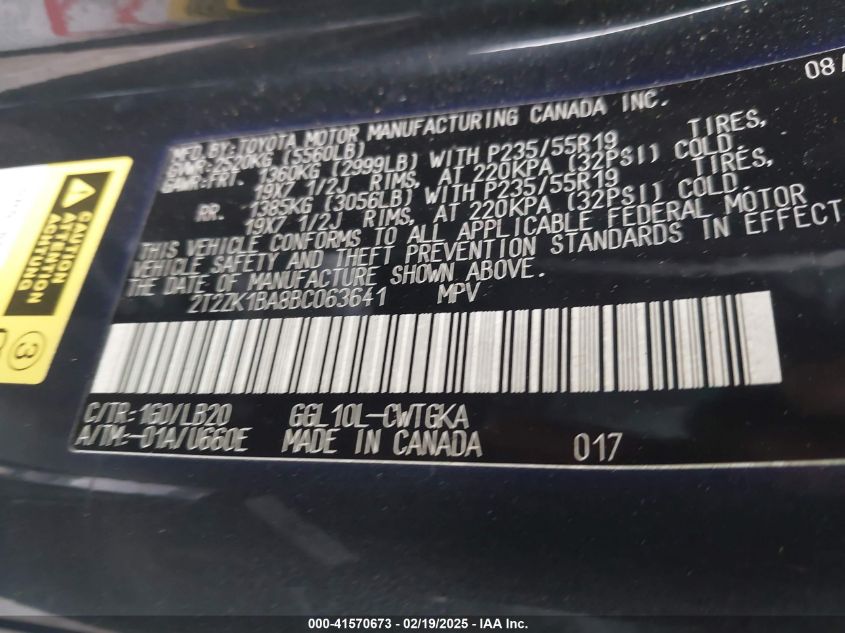 08/
MFD. BY: TOYOTA MOTOR MANUFACTURING CANADA INC.
GVWR: 2520KG (5560LB)
GAWR: FRT. 1360KG (2999LB) WITH P235/55R19 TIRES,
19X7 1/2J RIMS, AT 220KPA (32PSI) COLD.
RR. 1385KG (3056LB) WITH P235/55R19 TIRES,
19X7 1/2J RIMS, AT 220KPA (32PSI) COLD.
THIS VEHICLE CONFORMS TO ALL APPLICABLE FEDERAL MOTOR
VEHICLE SAFETY AND THEFT PREVENTION STANDARDS IN EFFECT
THE DATE OF MANUFACTURE SHOWN ABOVE.
2T2ZK1BA8BC063641 MPV
C/TR: 1G0/LB20 GGL10L-CWTGKA
A/TM: -01A/U660E MADE IN CANADA 017
CAUTION
ATTENTION
ACHTUNG
3
000-41570673 / 02/19/2025 - IAA Inc.